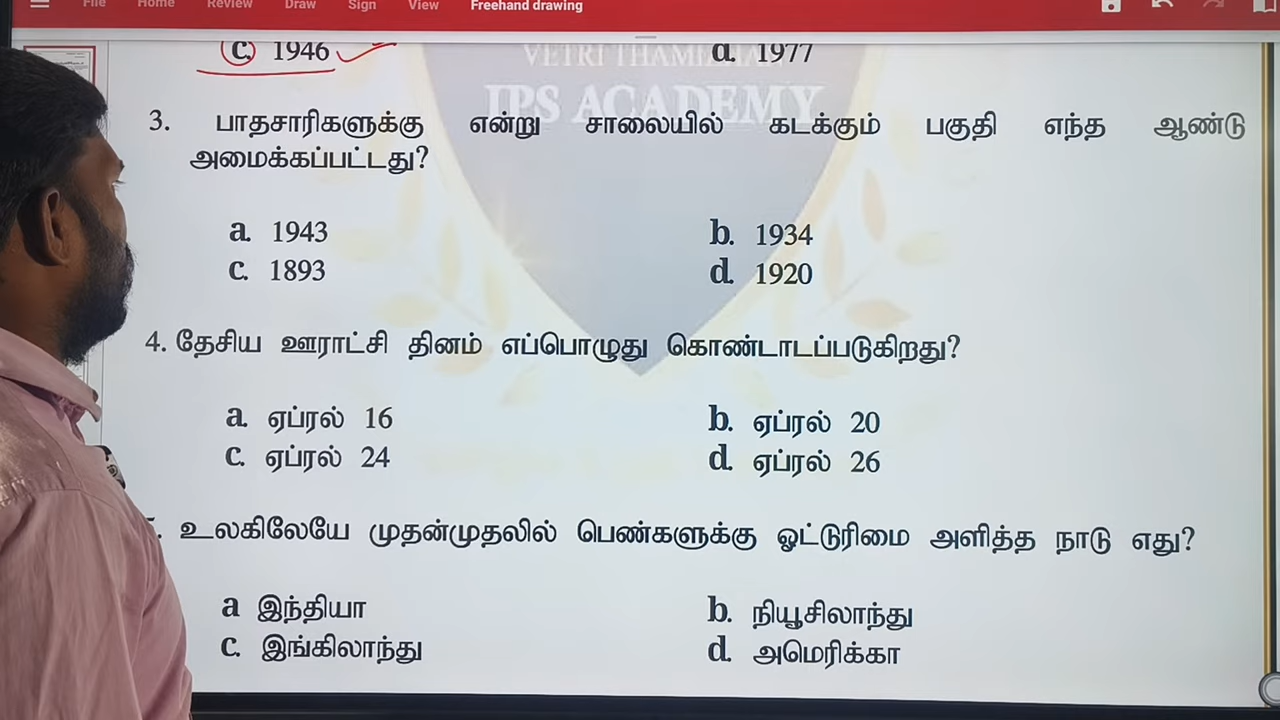 File Home Review Draw Sign View Freehand drawing
c. 1946 d. 1977
VETRI THAMIZHA
IPS ACADEMY
3. பாதசாரிகளுக்கு என்று சாலையில் கடக்கும் பகுதி எந்த ஆண்டு
அமைக்கப்பட்டது?
a. 1943 b. 1934
c. 1893 d. 1920
4. தேசிய ஊராட்சி தினம் எப்பொழுது கொண்டாடப்படுகிறது?
a. ஏப்ரல் 16 b. ஏப்ரல் 20
c. ஏப்ரல் 24 d. ஏப்ரல் 26
உலகிலேயே முதன்முதலில் பெண்களுக்கு ஓட்டுரிமை அளித்த நாடு எது?
a இந்தியா b. நியூசிலாந்து
c. இங்கிலாந்து d. அமெரிக்கா